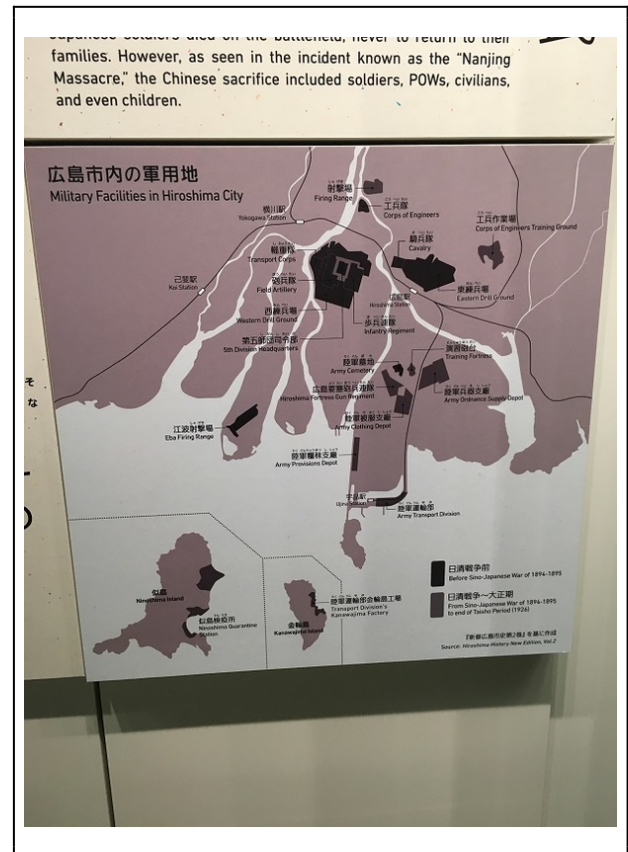 Japanese soldiers died on the battlefield, never to return to their
families. However, as seen in the incident known as the “Nanjing
Massacre,” the Chinese sacrifice included soldiers, POWs, civilians,
and even children.
広島市内の軍用地
Military Facilities in Hiroshima City
射撃場
Firing Range
横川駅
Yokogawa Station
工兵隊
Corps of Engineers
工兵作業場
Corps of Engineers Training Ground
輜重隊
Transport Corps
騎兵隊
Cavalry
己斐駅
Koi Station
砲兵隊
Field Artillery
広島駅
Hiroshima Station
東練兵場
Eastern Drill Ground
西練兵場
Western Drill Ground
歩兵連隊
Infantry Regiment
第五師団司令部
5th Division Headquarters
演習砲台
Training Fortress
陸軍墓地
Army Cemetery
広島要塞砲兵連隊
Hiroshima Fortress Gun Regiment
陸軍兵器支廠
Army Ordnance Supply Depot
陸軍被服支廠
Army Clothing Depot
江波射撃場
Eba Firing Range
陸軍糧秣支廠
Army Provisions Depot
宇品駅
Ujina Station
陸軍運輸部
Army Transport Division
似島
Ninoshima Island
似島検疫所
Ninoshima Quarantine
Station
金輪島
Kanawajima Island
陸軍運輸部金輪島工場
Transport Division's
Kanawajima Factory
日清戦争前
Before Sino-Japanese War of 1894-1895
日清戦争～大正期
From Sino-Japanese War of 1894-1895
to end of Taisho Period (1926)
『新修広島市史第2巻』を基に作成
Source: Hiroshima History New Edition, Vol.2
そ
な